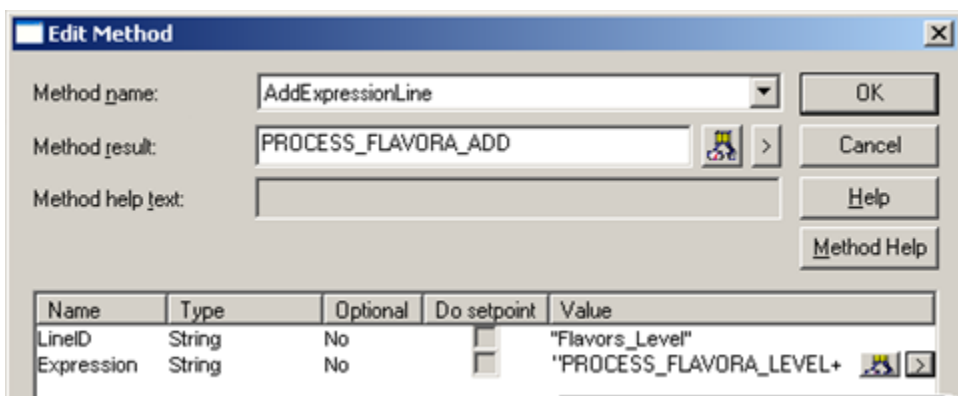 Edit Method
Method name: AddExpressionLine OK
Method result: PROCESS_FLAVORA_ADD > Cancel
Method help text: Help
Method Help
Name Type Optional Do setpoint Value
LineID String No "Flavors_Level"
Expression String No "PROCESS_FLAVORA_LEVEL+ >